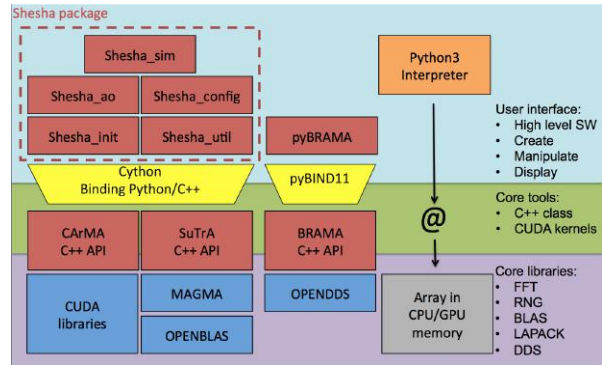 Shesha package
Shesha_sim
Shesha_ao
Shesha_config
Shesha_init
Shesha_util
pyBRAMA
Python3
Interpreter
User interface:
• High level SW
• Create
• Manipulate
• Display
Cython
Binding Python/C++
pyBIND11
@
Core tools:
• C++ class
• CUDA kernels
CArMA
C++ API
SuTrA
C++ API
BRAMA
C++ API
CUDA
libraries
MAGMA
OPENBLAS
OPENDDS
Array in
CPU/GPU
memory
Core libraries:
• FFT
• RNG
• BLAS
• LAPACK
• DDS